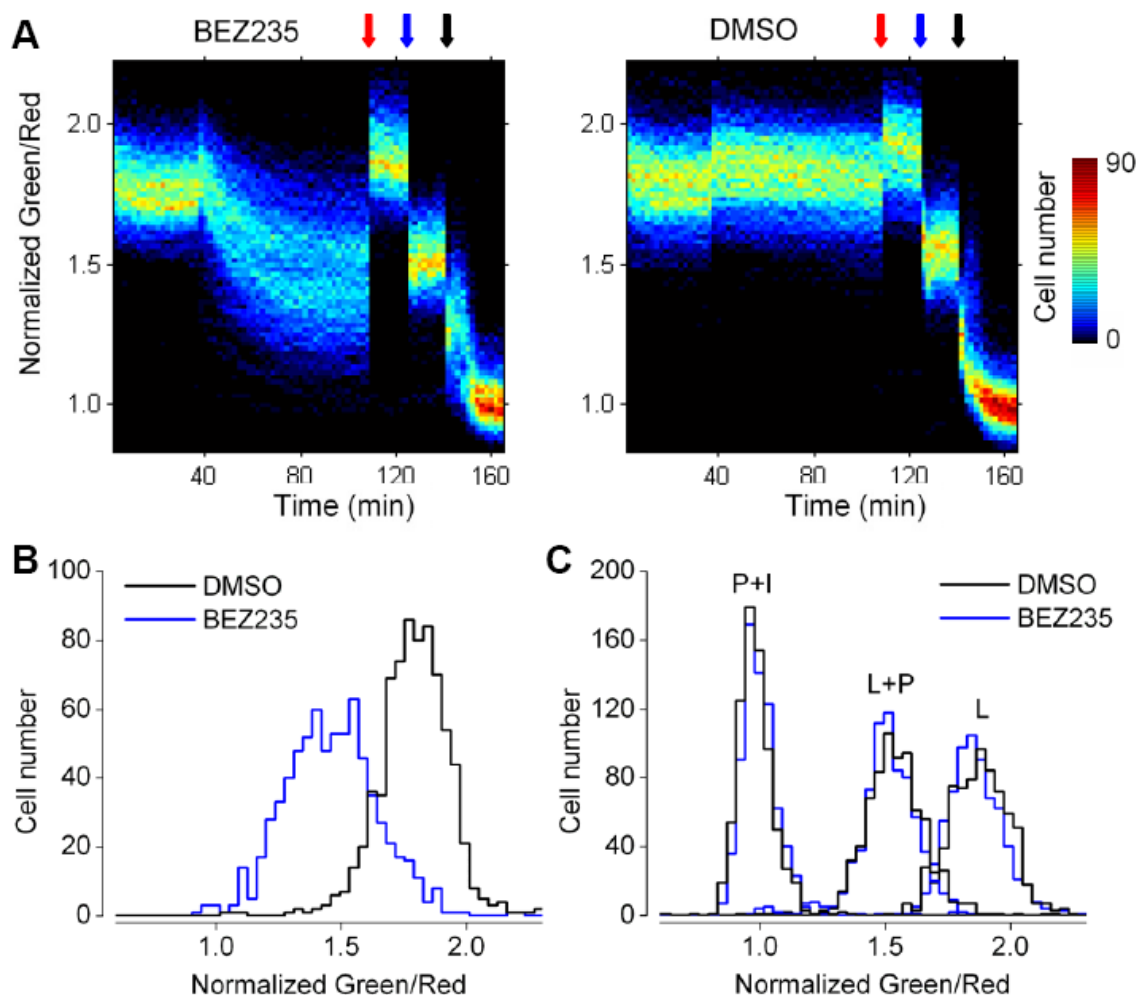 A
BEZ235
DMSO
Normalized Green/Red
2.0
1.5
1.0
40
80
120
160
Time (min)
2.0
1.5
1.0
40
80
120
160
Time (min)
Cell number
90
0
B
DMSO
BEZ235
Cell number
100
80
60
40
20
0
1.0
1.5
2.0
Normalized Green/Red
C
P+I
L+P
L
DMSO
BEZ235
Cell number
200
160
120
80
40
0
1.0
1.5
2.0
Normalized Green/Red